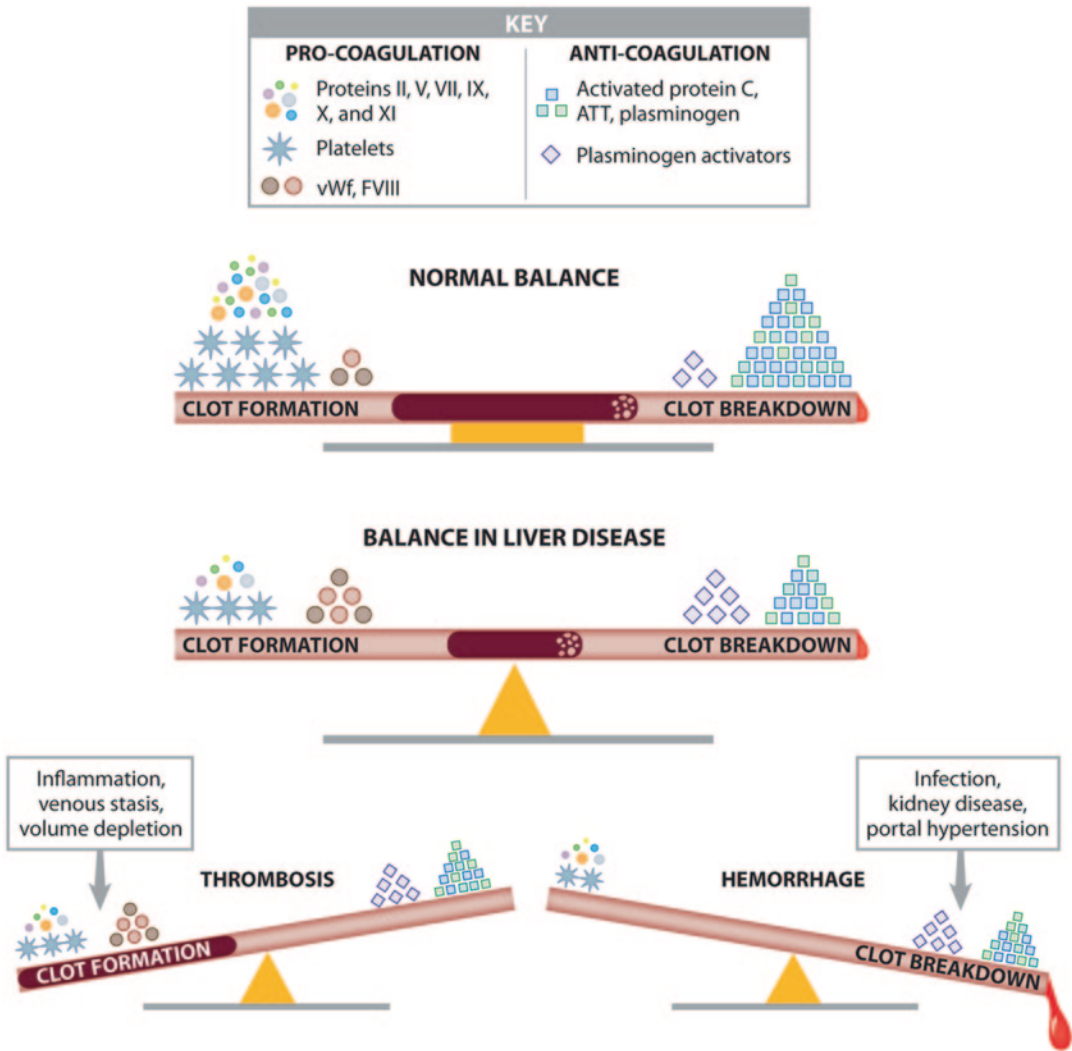 KEY
PRO-COAGULATION
Proteins II, V, VII, IX,
X, and XI
Platelets
vWf, FVIII
ANTI-COAGULATION
Activated protein C,
ATT, plasminogen
Plasminogen activators
NORMAL BALANCE
CLOT FORMATION
CLOT BREAKDOWN
BALANCE IN LIVER DISEASE
CLOT FORMATION
CLOT BREAKDOWN
Inflammation,
venous stasis,
volume depletion
THROMBOSIS
CLOT FORMATION
Infection,
kidney disease,
portal hypertension
HEMORRHAGE
CLOT BREAKDOWN